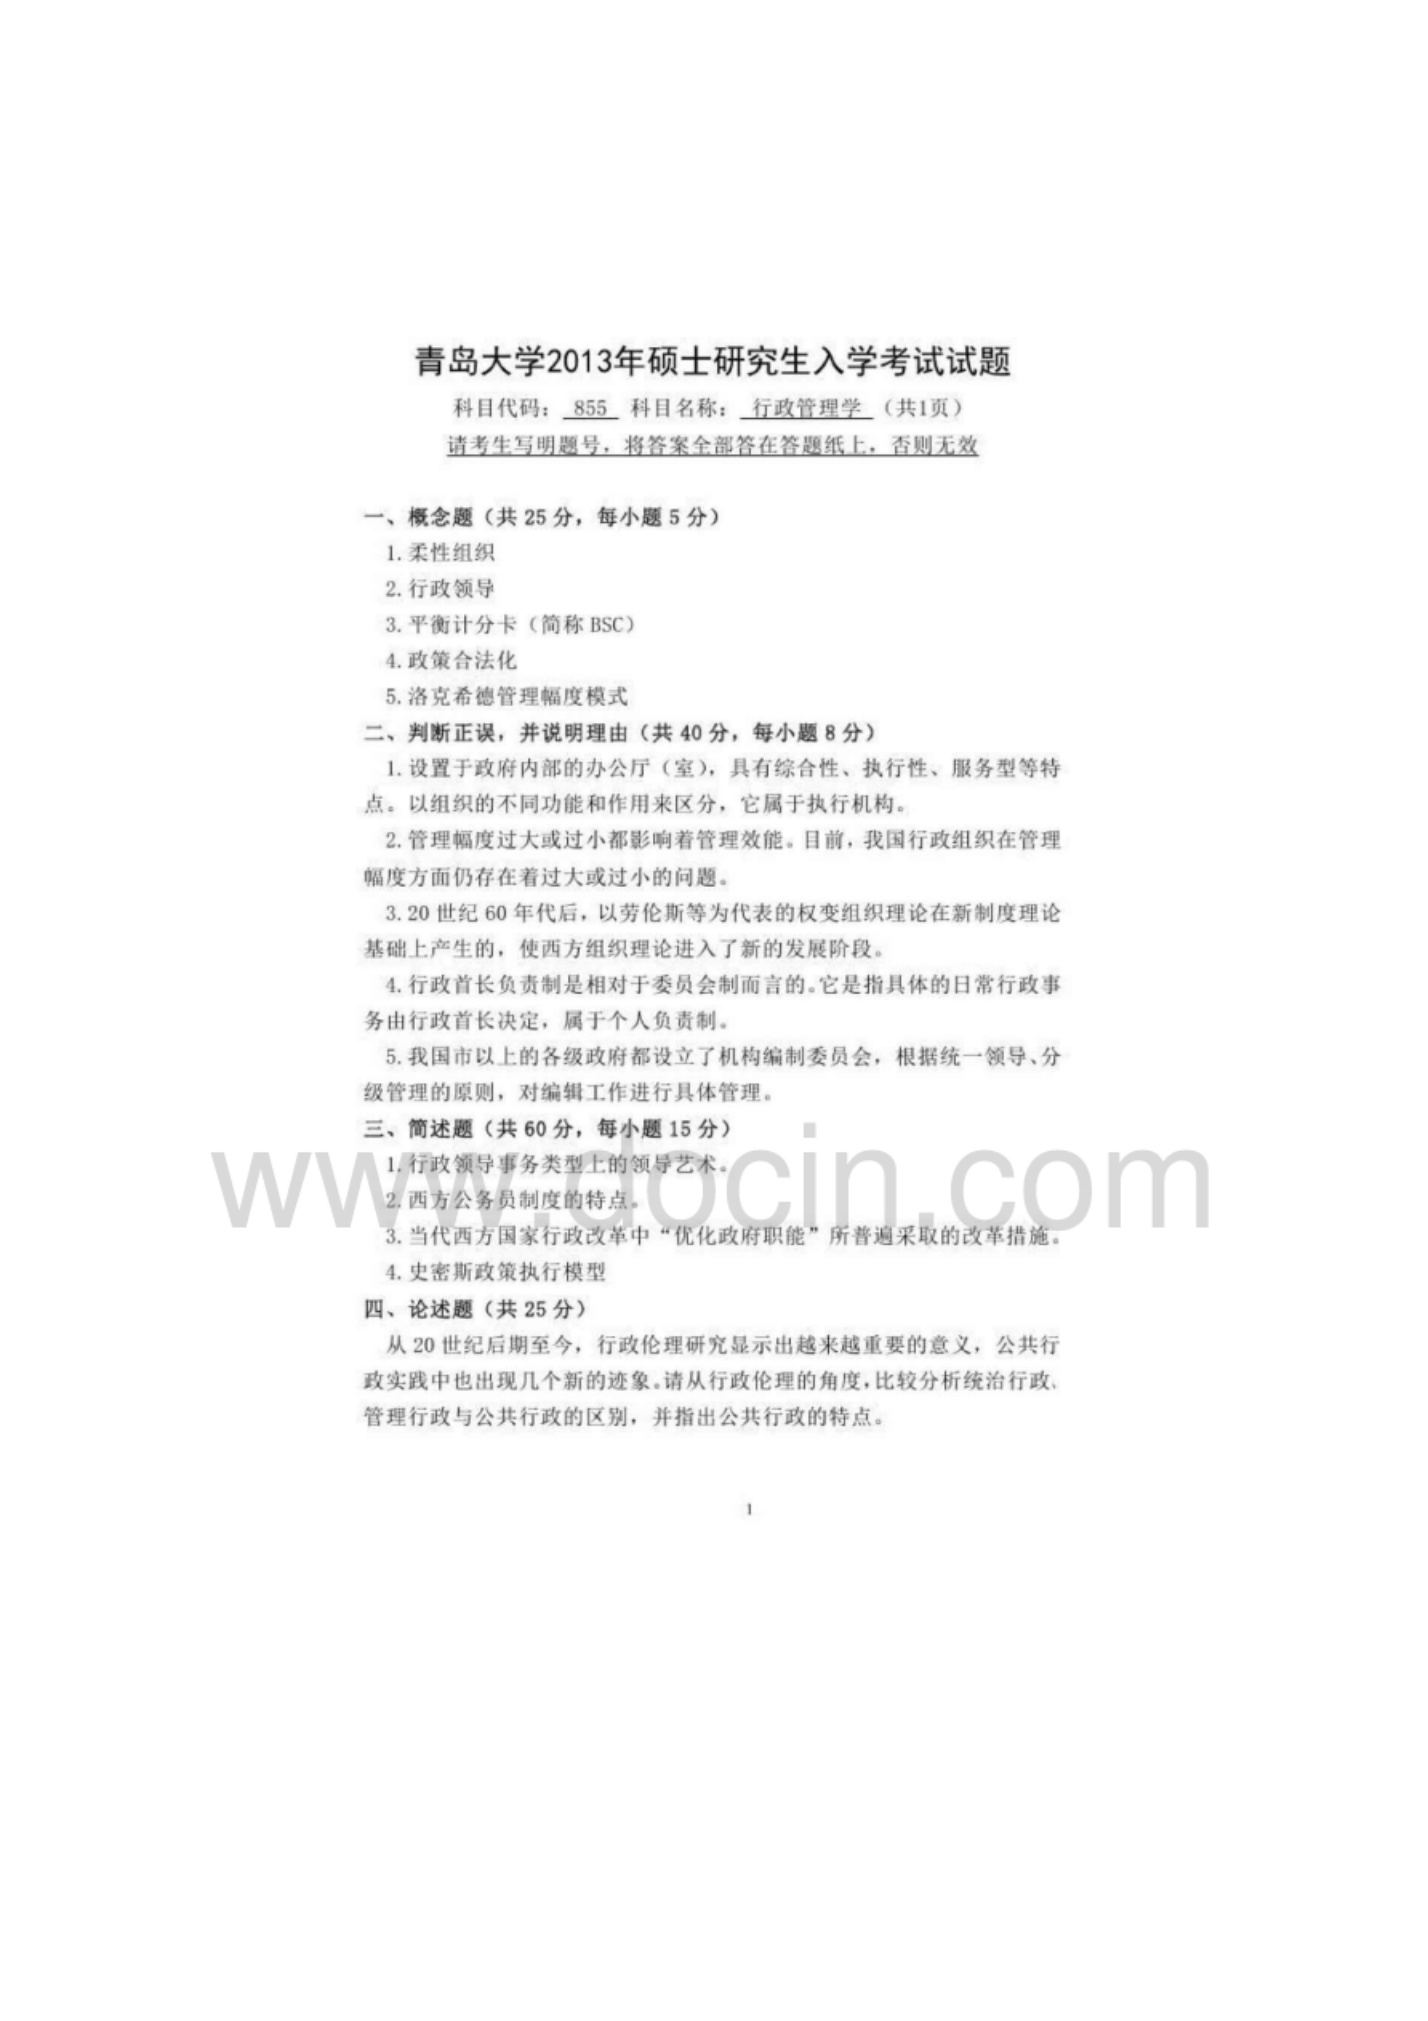 青岛大学2013年硕士研究生入学考试试题
科目代码： 855 科目名称： 行政管理学 （共1页）
请考生写明题号，将答案全部答在答题纸上，否则无效
一、概念题（共 25 分，每小题 5 分）
1.柔性组织
2.行政领导
3.平衡计分卡（简称 BSC）
4.政策合法化
5.洛克希德管理幅度模式
二、判断正误，并说明理由（共 40 分，每小题 8 分）
1.设置于政府内部的办公厅（室），具有综合性、执行性、服务型等特
点。以组织的不同功能和作用来区分，它属于执行机构。
2.管理幅度过大或过小都影响着管理效能。目前，我国行政组织在管理
幅度方面仍存在着过大或过小的问题。
3.20 世纪 60 年代后，以劳伦斯等为代表的权变组织理论在新制度理论
基础上产生的，使西方组织理论进入了新的发展阶段。
4.行政首长负责制是相对于委员会制而言的。它是指具体的日常行政事
务由行政首长决定，属于个人负责制。
5.我国市以上的各级政府都设立了机构编制委员会，根据统一领导、分
级管理的原则，对编辑工作进行具体管理。
三、简述题（共 60 分，每小题 15 分）
1.行政领导事务类型上的领导艺术。
2.西方公务员制度的特点。
3.当代西方国家行政改革中“优化政府职能”所普遍采取的改革措施。
4.史密斯政策执行模型
四、论述题（共 25 分）
从 20 世纪后期至今，行政伦理研究显示出越来越重要的意义，公共行
政实践中也出现几个新的迹象。请从行政伦理的角度，比较分析统治行政、
管理行政与公共行政的区别，并指出公共行政的特点。
1
www.docin.com